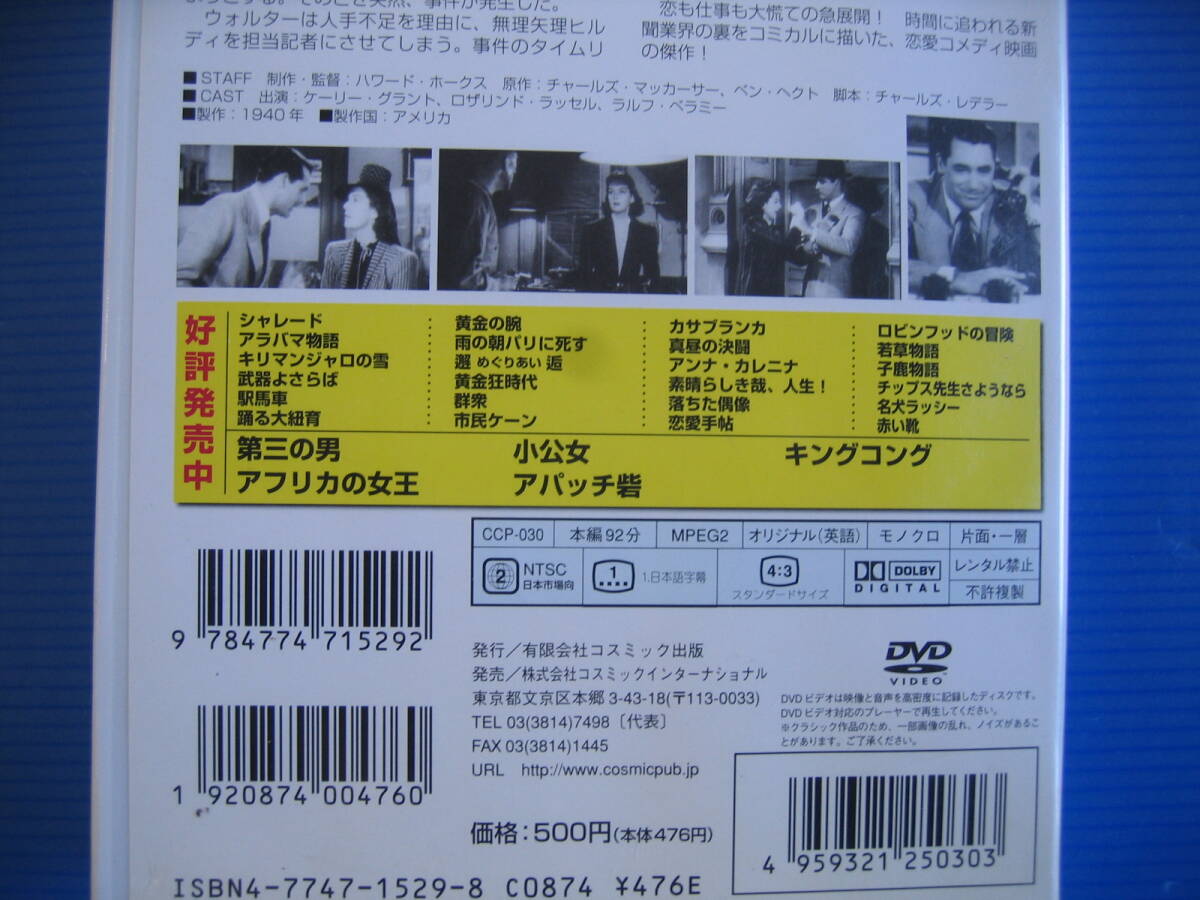 ようとする。そのとき突然、事件が発生した。
ウォルターは人手不足を理由に、無理矢理ヒル
ディを担当記者にさせてしまう。事件のタイムリ
恋も仕事も大慌ての急展開！ 時間に追われる新
聞業界の裏をコミカルに描いた、恋愛コメディ映画
の傑作！
■STAFF 制作・監督：ハワード・ホークス 原作：チャールズ・マッカーサー、ベン・ヘクト 脚本：チャールズ・レデラー
■CAST 出演：ケーリー・グラント、ロザリンド・ラッセル、ラルフ・ベラミー
■製作：1940年 ■製作国：アメリカ
好評発売中
シャレード
アラバマ物語
キリマンジャロの雪
武器よさらば
駅馬車
踊る大紐育
黄金の腕
雨の朝パリに死す
邂 めぐりあい 逅
黄金狂時代
群衆
市民ケーン
カサブランカ
真昼の決闘
アンナ・カレニナ
素晴らしき哉、人生！
落ちた偶像
恋愛手帖
ロビンフッドの冒険
若草物語
子鹿物語
チップス先生さようなら
名犬ラッシー
赤い靴
第三の男 小公女 キングコング
アフリカの女王 アパッチ砦
CCP-030 本編92分 MPEG2 オリジナル(英語) モノクロ 片面・一層
2 NTSC 日本市場向 1 1.日本語字幕 4:3 スタンダードサイズ DOLBY DIGITAL レンタル禁止
不許複製
9 784774 715292
発行／有限会社コスミック出版
発売／株式会社コスミックインターナショナル
東京都文京区本郷3-43-18(〒113-0033)
TEL 03(3814)7498〔代表〕
FAX 03(3814)1445
URL http://www.cosmicpub.jp
DVD VIDEO
DVDビデオは映像と音声を高密度に記録したディスクです。
DVDビデオ対応のプレーヤーで再生してください。
※クラシック作品のため、一部画像の乱れ、ノイズがあるこ
とがあります。ご了承ください。
1 920874 004760
価格：500円(本体476円)
4 959321 250303
ISBN4-7747-1529-8 C0874 ¥476E